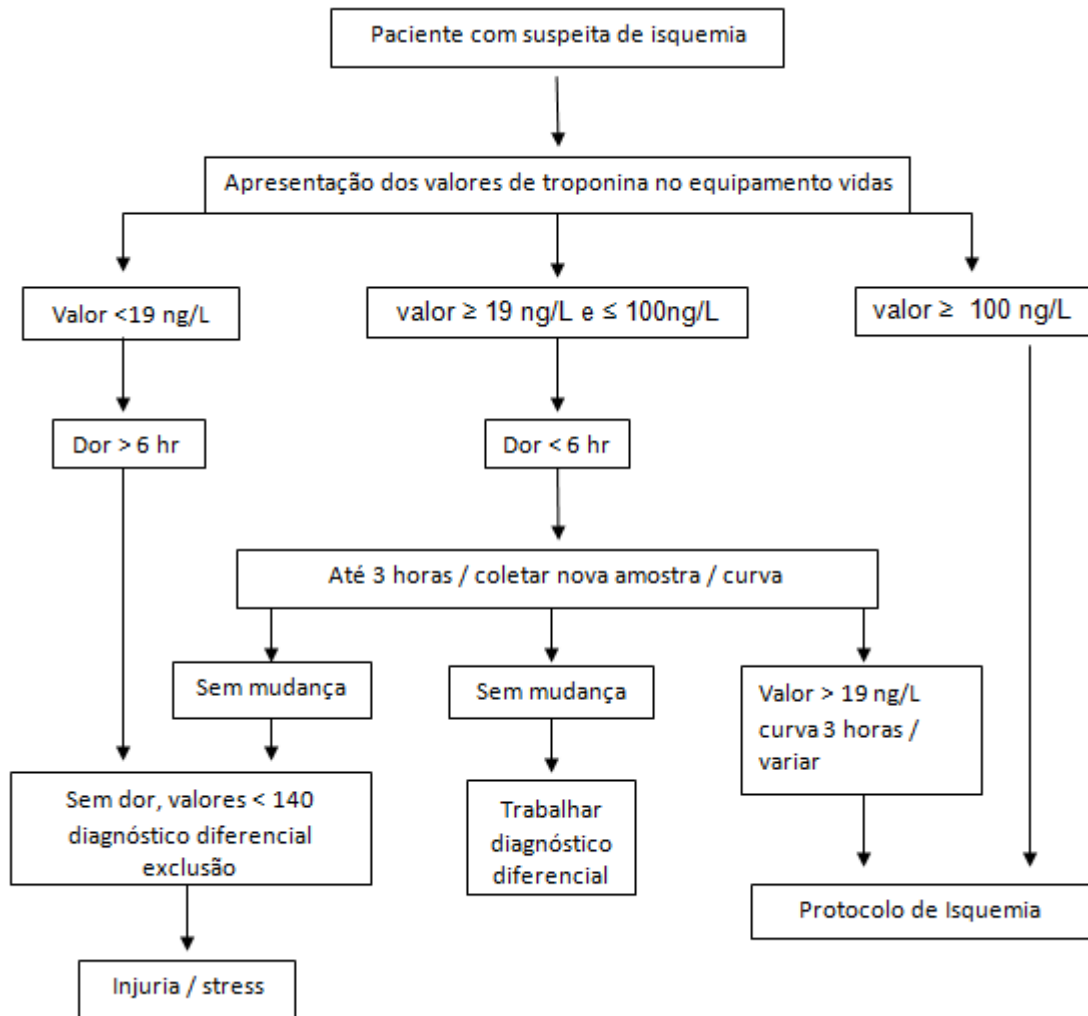 Paciente com suspeita de isquemia
Apresentação dos valores de troponina no equipamento vidas
Valor <19 ng/L
valor ≥ 19 ng/L e ≤ 100ng/L
valor ≥ 100 ng/L
Dor > 6 hr
Dor < 6 hr
Até 3 horas / coletar nova amostra / curva
Sem mudança
Sem mudança
Valor > 19 ng/L
curva 3 horas /
variar
Sem dor, valores < 140
diagnóstico diferencial
exclusão
Trabalhar
diagnóstico
diferencial
Protocolo de Isquemia
Injuria / stress